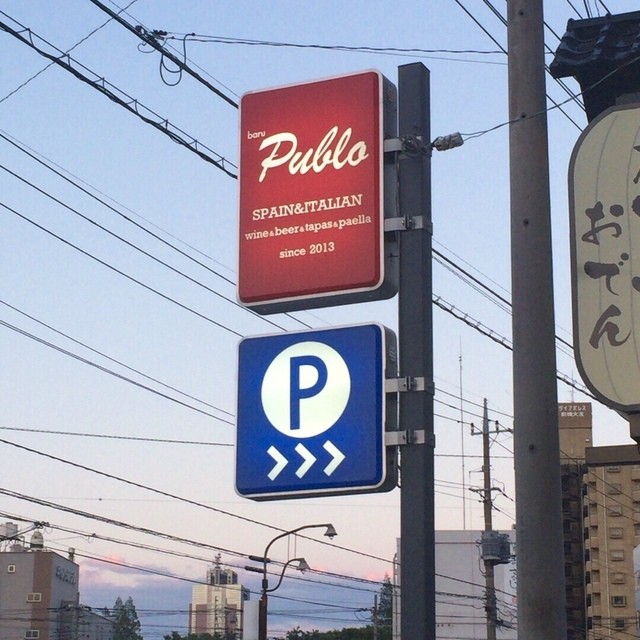 baru
Publo
SPAIN&ITALIAN
wine&beer&tapas&paella
since 2013
P
おでん